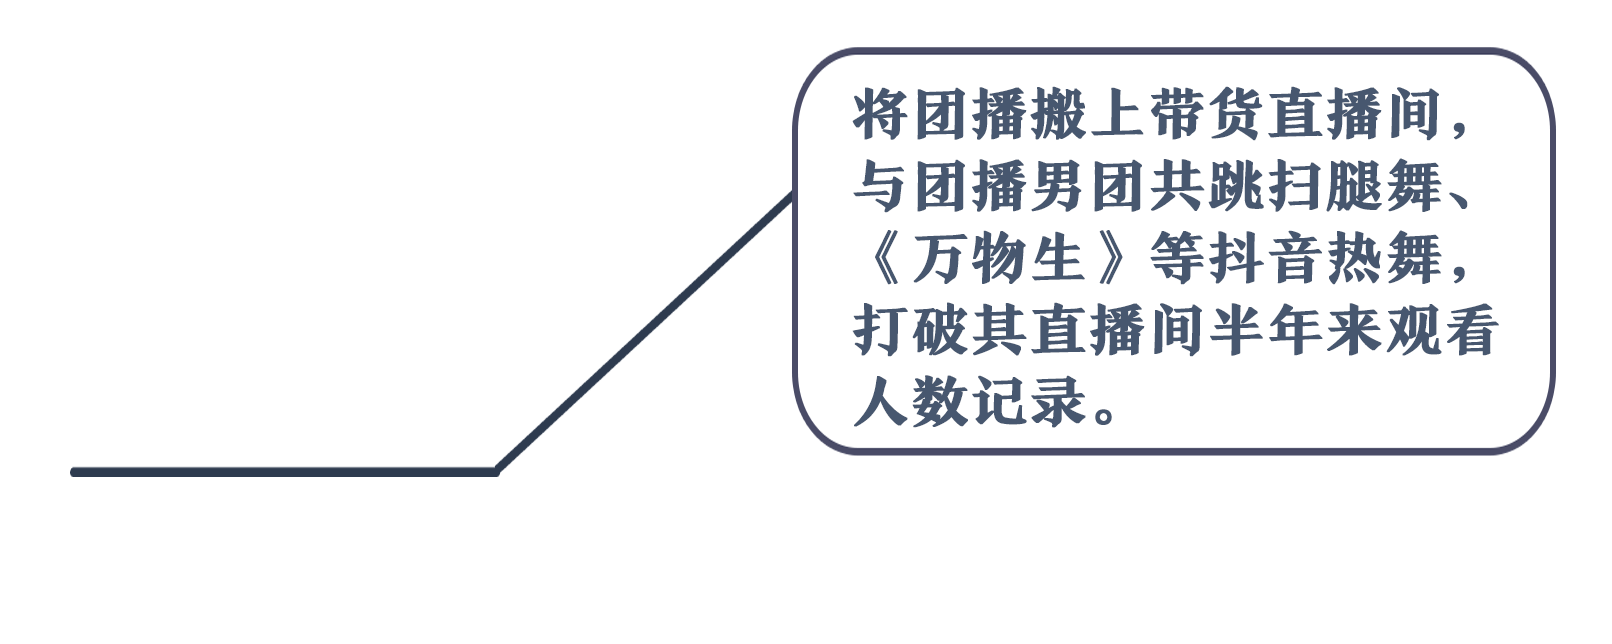 将团播搬上带货直播间，
与团播男团共跳扫腿舞、
《万物生》等抖音热舞，
打破其直播间半年来观看
人数记录。